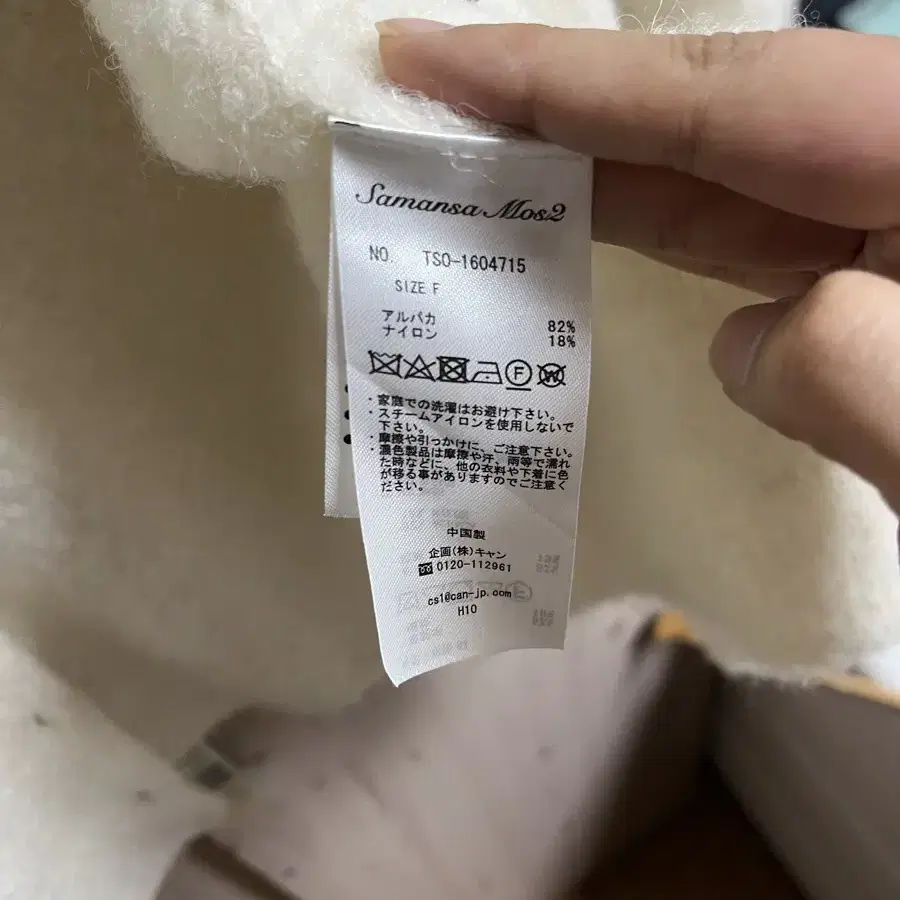 Samansa Mos2
NO. TSO-1604715
SIZE F
アルパカ 82%
ナイロン 18%
F W
・家庭での洗濯はお避け下さい。
・スチームアイロンを使用しないで
下さい。
・摩擦や引っかけに、ご注意下さい。
・濃色製品は摩擦や汗、雨等で濡れ
た時などに、他の衣料や下着に色
が移る事がありますのでご注意く
ださい。
中国製
企画(株)キャン
0120-112961
cs1@can-jp.com
H10